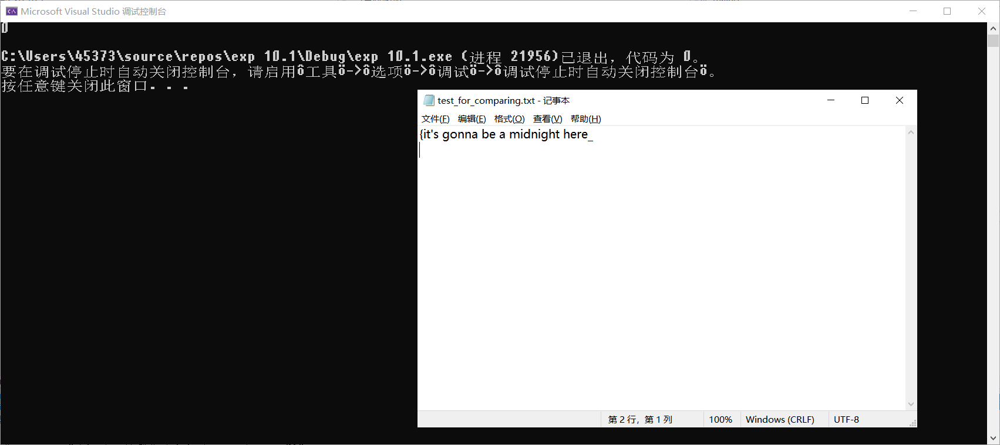 Microsoft Visual Studio 调试控制台
0
C:\Users\45373\source\repos\exp 10.1\Debug\exp 10.1.exe (进程 21956)已退出，代码为 0。
要在调试停止时自动关闭控制台，请启用ô工具ö->ô选项ö->ô调试ö->ô调试停止时自动关闭控制台ö。
按任意键关闭此窗口. . .
test_for_comparing.txt - 记事本
文件(F) 编辑(E) 格式(O) 查看(V) 帮助(H)
{it's gonna be a midnight here_
第 2 行，第 1 列 100% Windows (CRLF) UTF-8